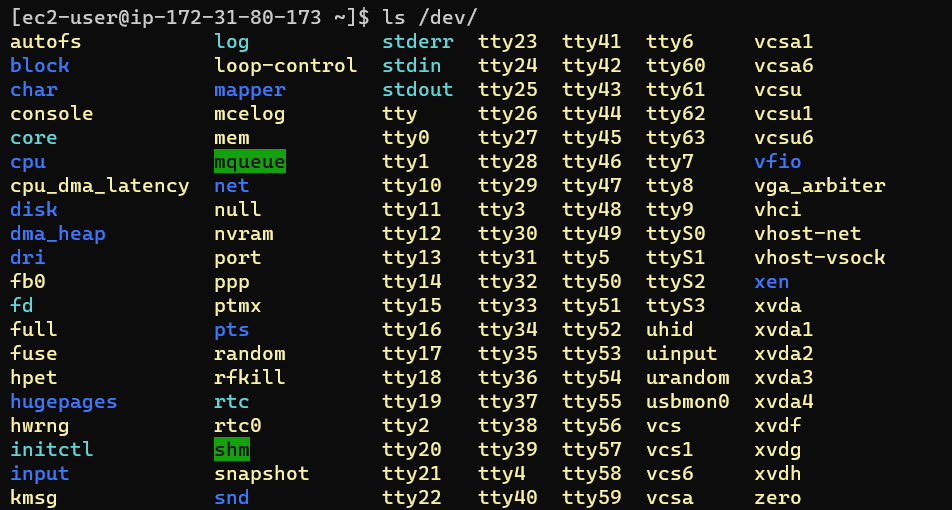 [ec2-user@ip-172-31-80-173 ~]$ ls /dev/
autofs log stderr tty23 tty41 tty6 vcsa1
block loop-control stdin tty24 tty42 tty60 vcsa6
char mapper stdout tty25 tty43 tty61 vcsu
console mcelog tty tty26 tty44 tty62 vcsu1
core mem tty0 tty27 tty45 tty63 vcsu6
cpu mqueue tty1 tty28 tty46 tty7 vfio
cpu_dma_latency net tty10 tty29 tty47 tty8 vga_arbiter
disk null tty11 tty3 tty48 tty9 vhci
dma_heap nvram tty12 tty30 tty49 ttyS0 vhost-net
dri port tty13 tty31 tty5 ttyS1 vhost-vsock
fb0 ppp tty14 tty32 tty50 ttyS2 xen
fd ptmx tty15 tty33 tty51 ttyS3 xvda
full pts tty16 tty34 tty52 uhid xvda1
fuse random tty17 tty35 tty53 uinput xvda2
hpet rfkill tty18 tty36 tty54 urandom xvda3
hugepages rtc tty19 tty37 tty55 usbmon0 xvda4
hwrng rtc0 tty2 tty38 tty56 vcs xvdf
initctl shm tty20 tty39 tty57 vcs1 xvdg
input snapshot tty21 tty4 tty58 vcs6 xvdh
kmsg snd tty22 tty40 tty59 vcsa zero